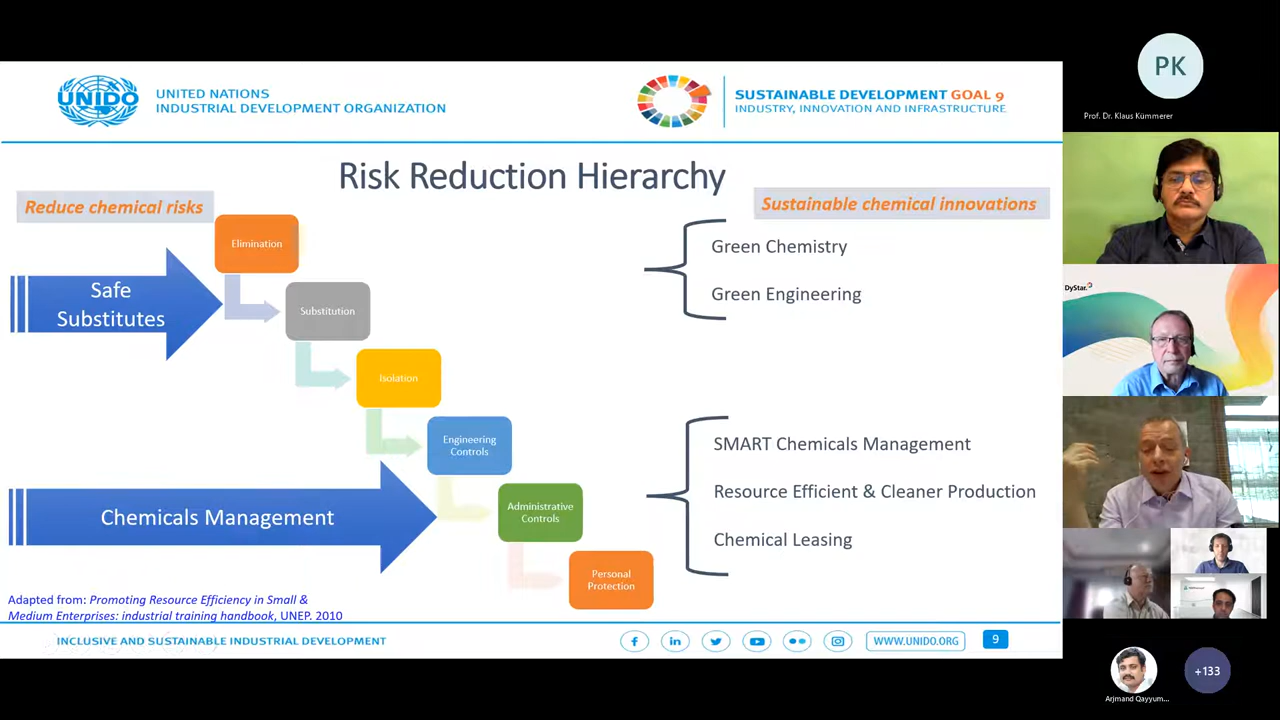 UNIDO
UNITED NATIONS
INDUSTRIAL DEVELOPMENT ORGANIZATION
SUSTAINABLE DEVELOPMENT GOAL 9
INDUSTRY, INNOVATION AND INFRASTRUCTURE
Risk Reduction Hierarchy
Reduce chemical risks
Sustainable chemical innovations
Elimination
Safe
Substitutes
Substitution
Isolation
Engineering
Controls
Chemicals Management
Administrative
Controls
Personal
Protection
Green Chemistry
Green Engineering
SMART Chemicals Management
Resource Efficient & Cleaner Production
Chemical Leasing
Adapted from: Promoting Resource Efficiency in Small &
Medium Enterprises: industrial training handbook, UNEP. 2010
INCLUSIVE AND SUSTAINABLE INDUSTRIAL DEVELOPMENT
WWW.UNIDO.ORG
9
PK
Prof. Dr. Klaus Kümmerer
DyStar
Arjmand Qayyum...
+133